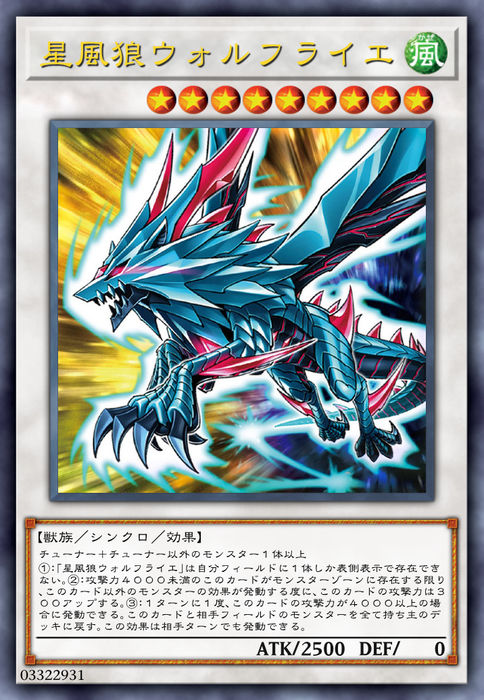 星風狼ウォルフライエ
かぜ
風
【獣族／シンクロ／効果】
チューナー＋チューナー以外のモンスター１体以上
①:「星風狼ウォルフライエ」は自分フィールドに１体しか表側表示で存在でき
ない。②:攻撃力４０００未満のこのカードがモンスターゾーンに存在する限り
、このカード以外のモンスターの効果が発動する度に、このカードの攻撃力は３
００アップする。③:１ターンに１度、このカードの攻撃力が４０００以上の場
合に発動できる。このカードと相手フィールドのモンスターを全て持ち主のデ
ッキに戻す。この効果は相手ターンでも発動できる。
ATK/2500 DEF/ 0
03322931